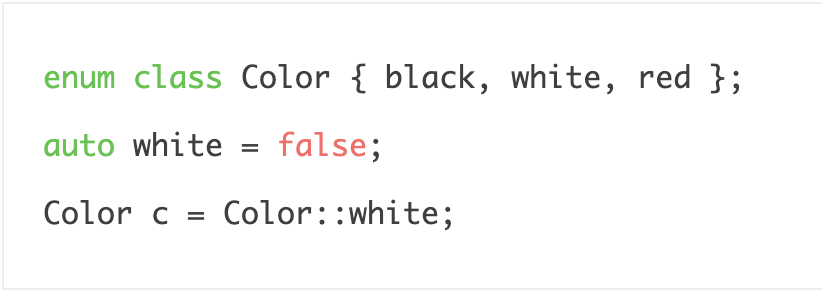 enum class Color { black, white, red };
auto white = false;
Color c = Color::white;